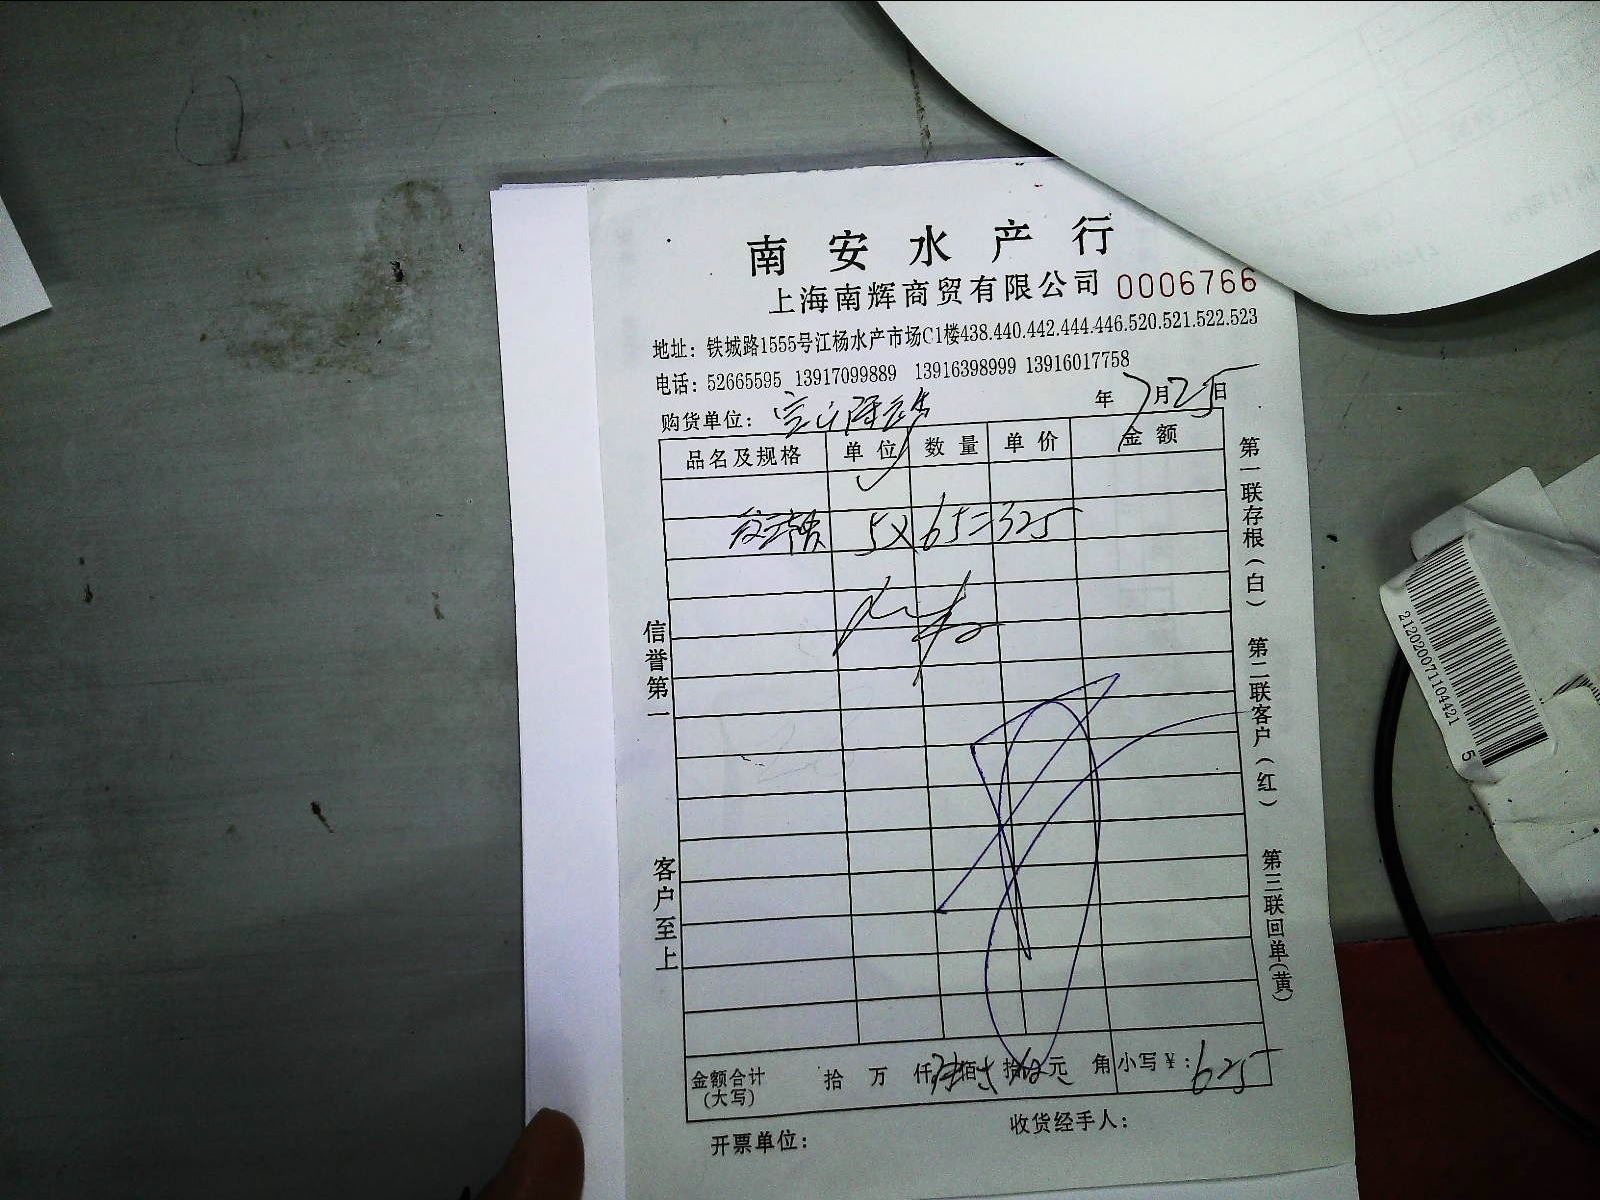 南安水产行
上海南辉商贸有限公司 0006766
地址：铁城路1555号江杨水产市场C1楼438.440.442.444.446.520.521.522.523
电话：52665595 13917099889 13916398999 13916017758
购货单位：
年 7月25日
品名及规格 单位 数量 单价 金额
5×65=325
金额合计(大写) 拾 万 仟 佰 拾 元 角 小写￥：625
开票单位： 收货经手人：
信誉第一 客户至上
第一联存根(白) 第二联客户(红) 第三联回单(黄)
2120200711044215